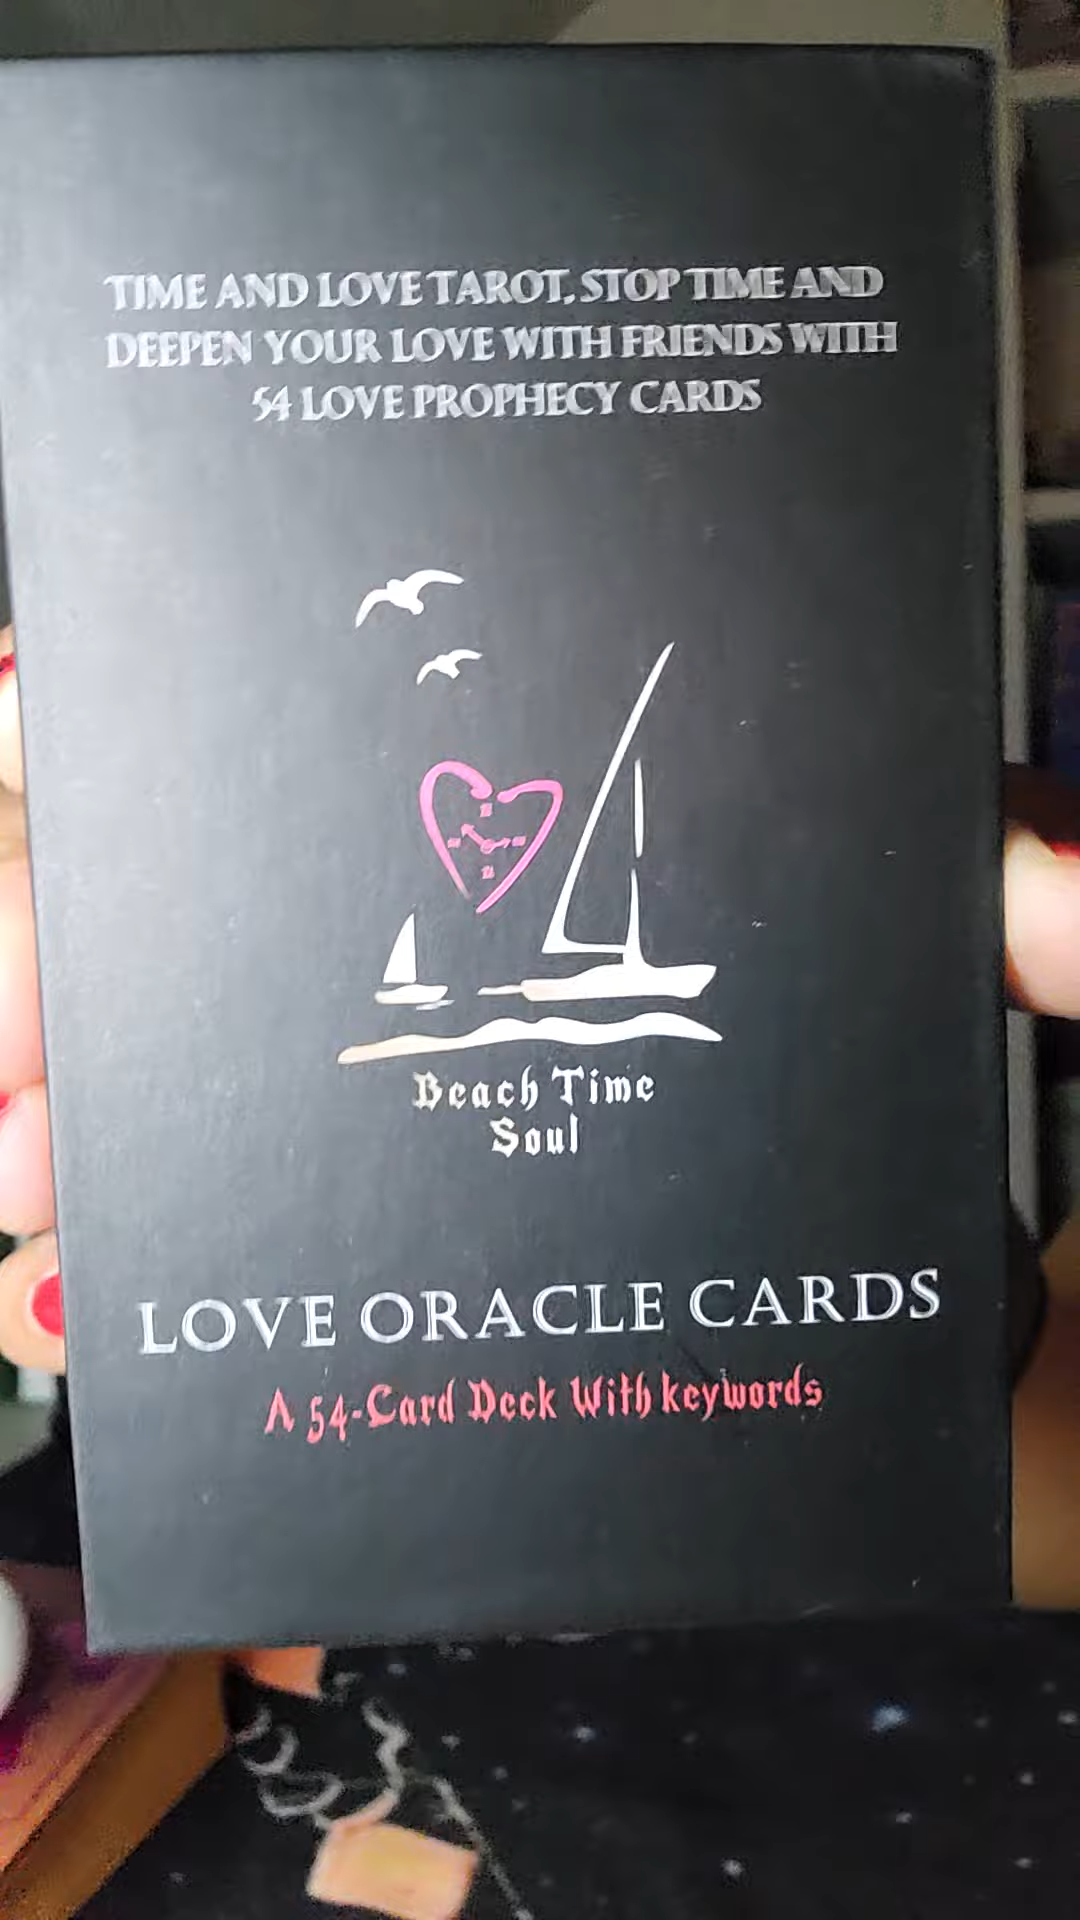 TIME AND LOVE TAROT, STOP TIME AND
DEEPEN YOUR LOVE WITH FRIENDS WITH
54 LOVE PROPHECY CARDS
Beach Time
Soul
LOVE ORACLE CARDS
A 54-Card Deck With keywords